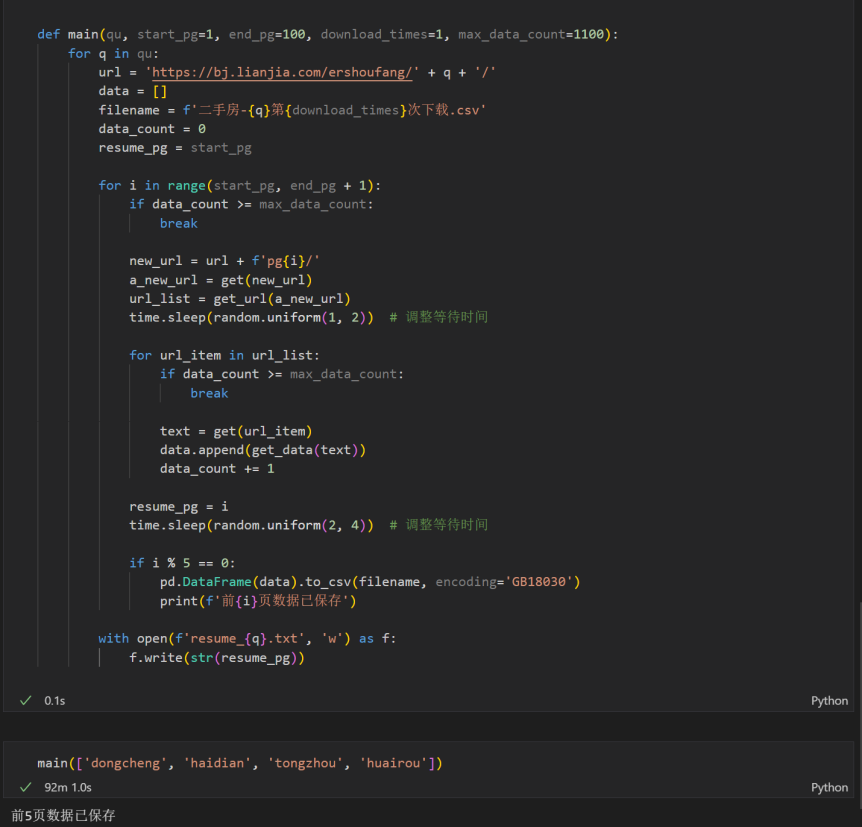 def main(qu, start_pg=1, end_pg=100, download_times=1, max_data_count=1100):
for q in qu:
url = 'https://bj.lianjia.com/ershoufang/' + q + '/'
data = []
filename = f'二手房-{q}第{download_times}次下载.csv'
data_count = 0
resume_pg = start_pg
for i in range(start_pg, end_pg + 1):
if data_count >= max_data_count:
break
new_url = url + f'pg{i}/'
a_new_url = get(new_url)
url_list = get_url(a_new_url)
time.sleep(random.uniform(1, 2))  # 调整等待时间
for url_item in url_list:
if data_count >= max_data_count:
break
text = get(url_item)
data.append(get_data(text))
data_count += 1
resume_pg = i
time.sleep(random.uniform(2, 4))  # 调整等待时间
if i % 5 == 0:
pd.DataFrame(data).to_csv(filename, encoding='GB18030')
print(f'前{i}页数据已保存')
with open(f'resume_{q}.txt', 'w') as f:
f.write(str(resume_pg))
0.1s Python
main(['dongcheng', 'haidian', 'tongzhou', 'huairou'])
92m 1.0s Python
前5页数据已保存